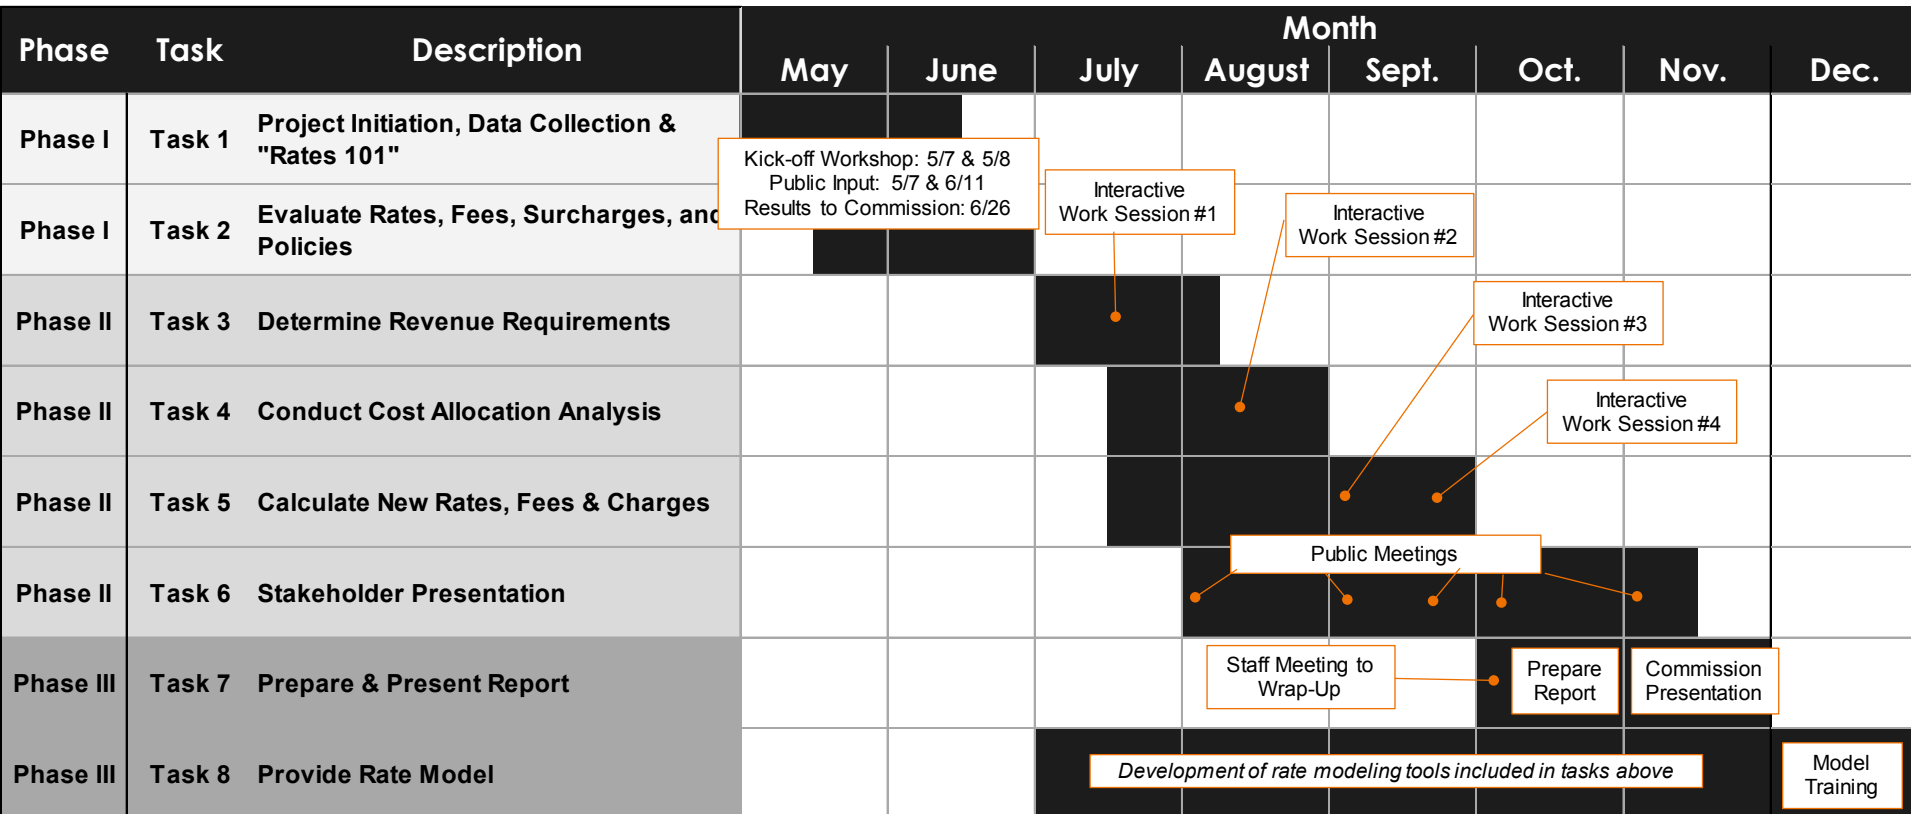 Month
Phase Task Description May June July August Sept. Oct. Nov. Dec.
Phase I Task 1 Project Initiation, Data Collection &
"Rates 101"
Kick-off Workshop: 5/7 & 5/8
Public Input: 5/7 & 6/11
Results to Commission: 6/26
Phase I Task 2 Evaluate Rates, Fees, Surcharges, and
Policies
Interactive
Work Session #1
Interactive
Work Session #2
Phase II Task 3 Determine Revenue Requirements
Interactive
Work Session #3
Phase II Task 4 Conduct Cost Allocation Analysis
Interactive
Work Session #4
Phase II Task 5 Calculate New Rates, Fees & Charges
Public Meetings
Phase II Task 6 Stakeholder Presentation
Phase III Task 7 Prepare & Present Report
Staff Meeting to
Wrap-Up
Prepare
Report
Commission
Presentation
Phase III Task 8 Provide Rate Model
Development of rate modeling tools included in tasks above
Model
Training